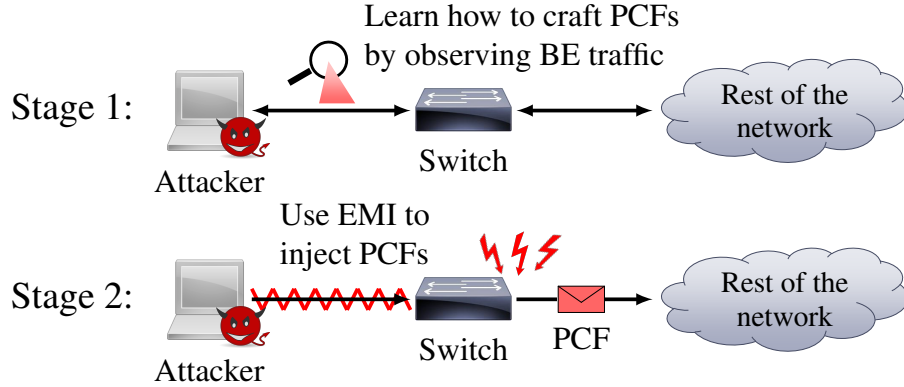 Learn how to craft PCFs
by observing BE traffic
Stage 1:
Rest of the
network
Attacker
Switch
Use EMI to
inject PCFs
Stage 2:
Rest of the
network
Attacker
Switch
PCF